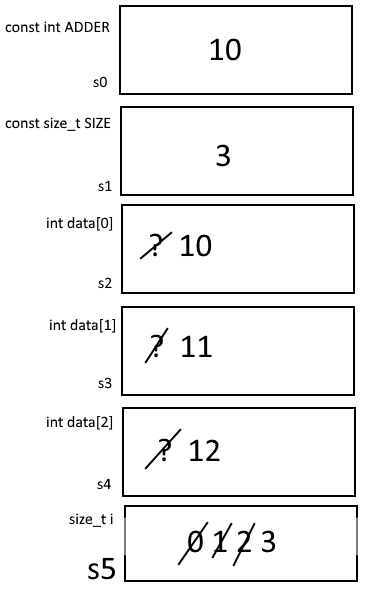 const int ADDER
10
s0
const size_t SIZE
3
s1
int data[0]
? 10
s2
int data[1]
? 11
s3
int data[2]
? 12
s4
size_t i
0 1 2 3
s5